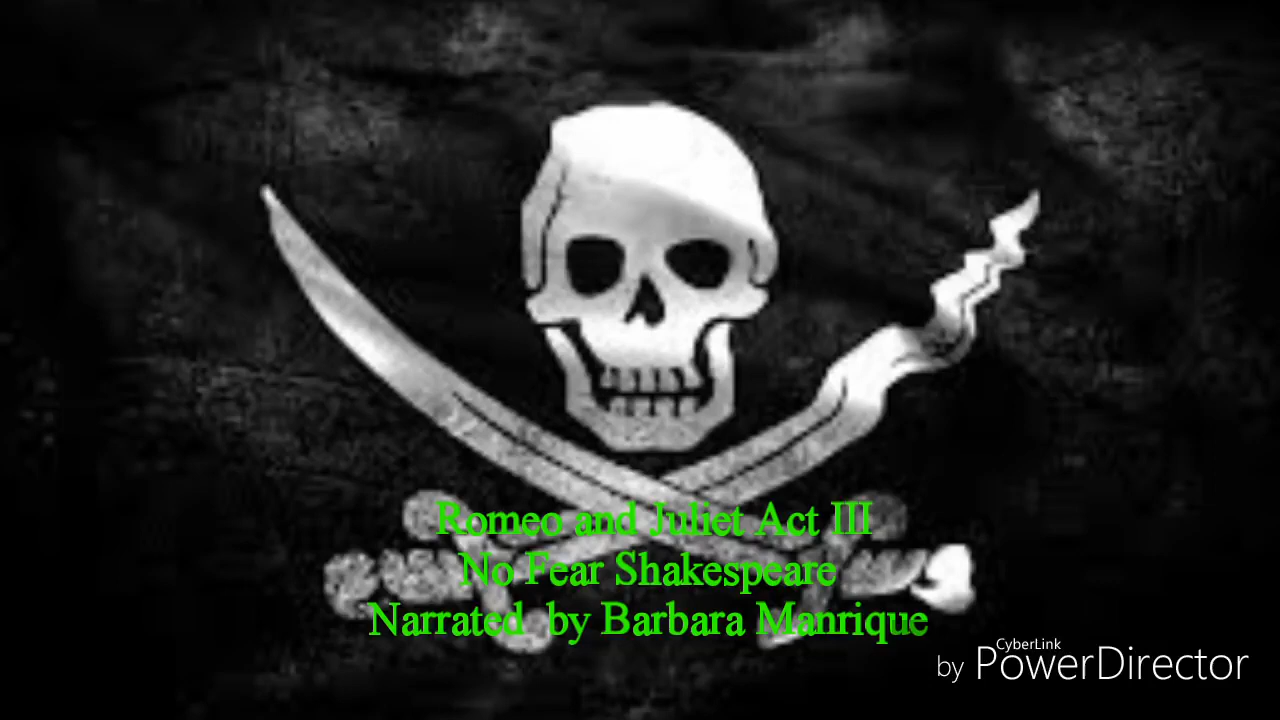 Romeo and Juliet Act III
No Fear Shakespeare
Narrated by Barbara Manrique
CyberLink
by PowerDirector